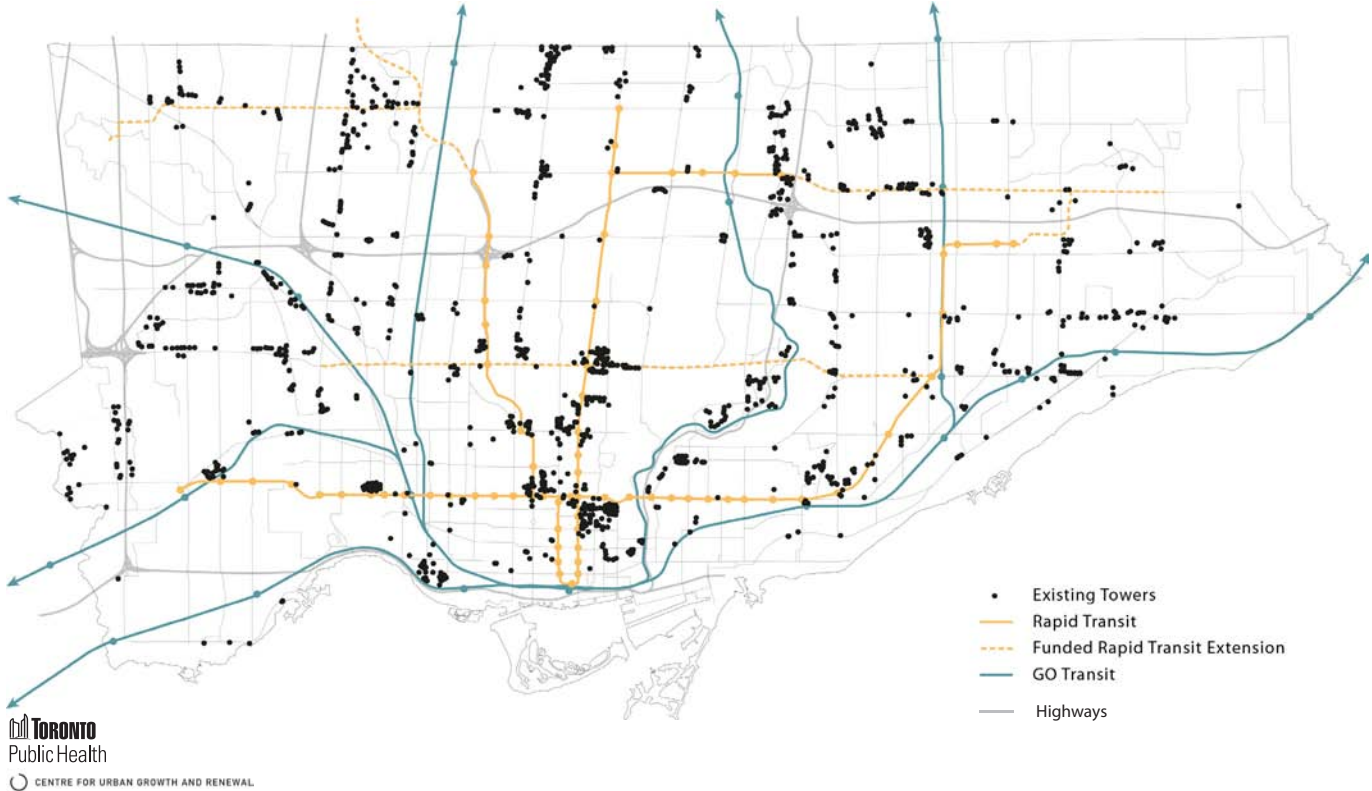 Existing Towers
Rapid Transit
Funded Rapid Transit Extension
GO Transit
Highways
TORONTO
Public Health
CENTRE FOR URBAN GROWTH AND RENEWAL